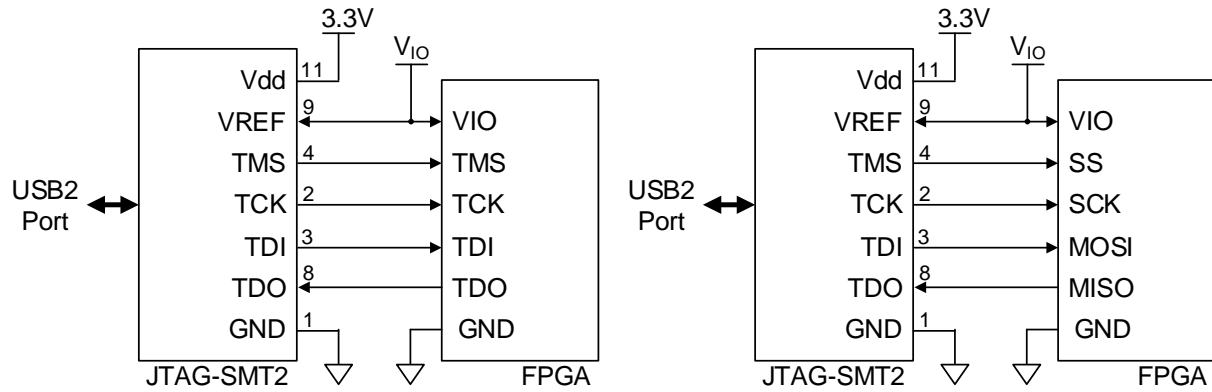 3.3V
V_IO
Vdd 11
VREF 9 VIO
TMS 4 TMS
USB2
Port
TCK 2 TCK
TDI 3 TDI
TDO 8 TDO
GND 1 GND
JTAG-SMT2 FPGA
3.3V
V_IO
Vdd 11
VREF 9 VIO
TMS 4 SS
USB2
Port
TCK 2 SCK
TDI 3 MOSI
TDO 8 MISO
GND 1 GND
JTAG-SMT2 FPGA